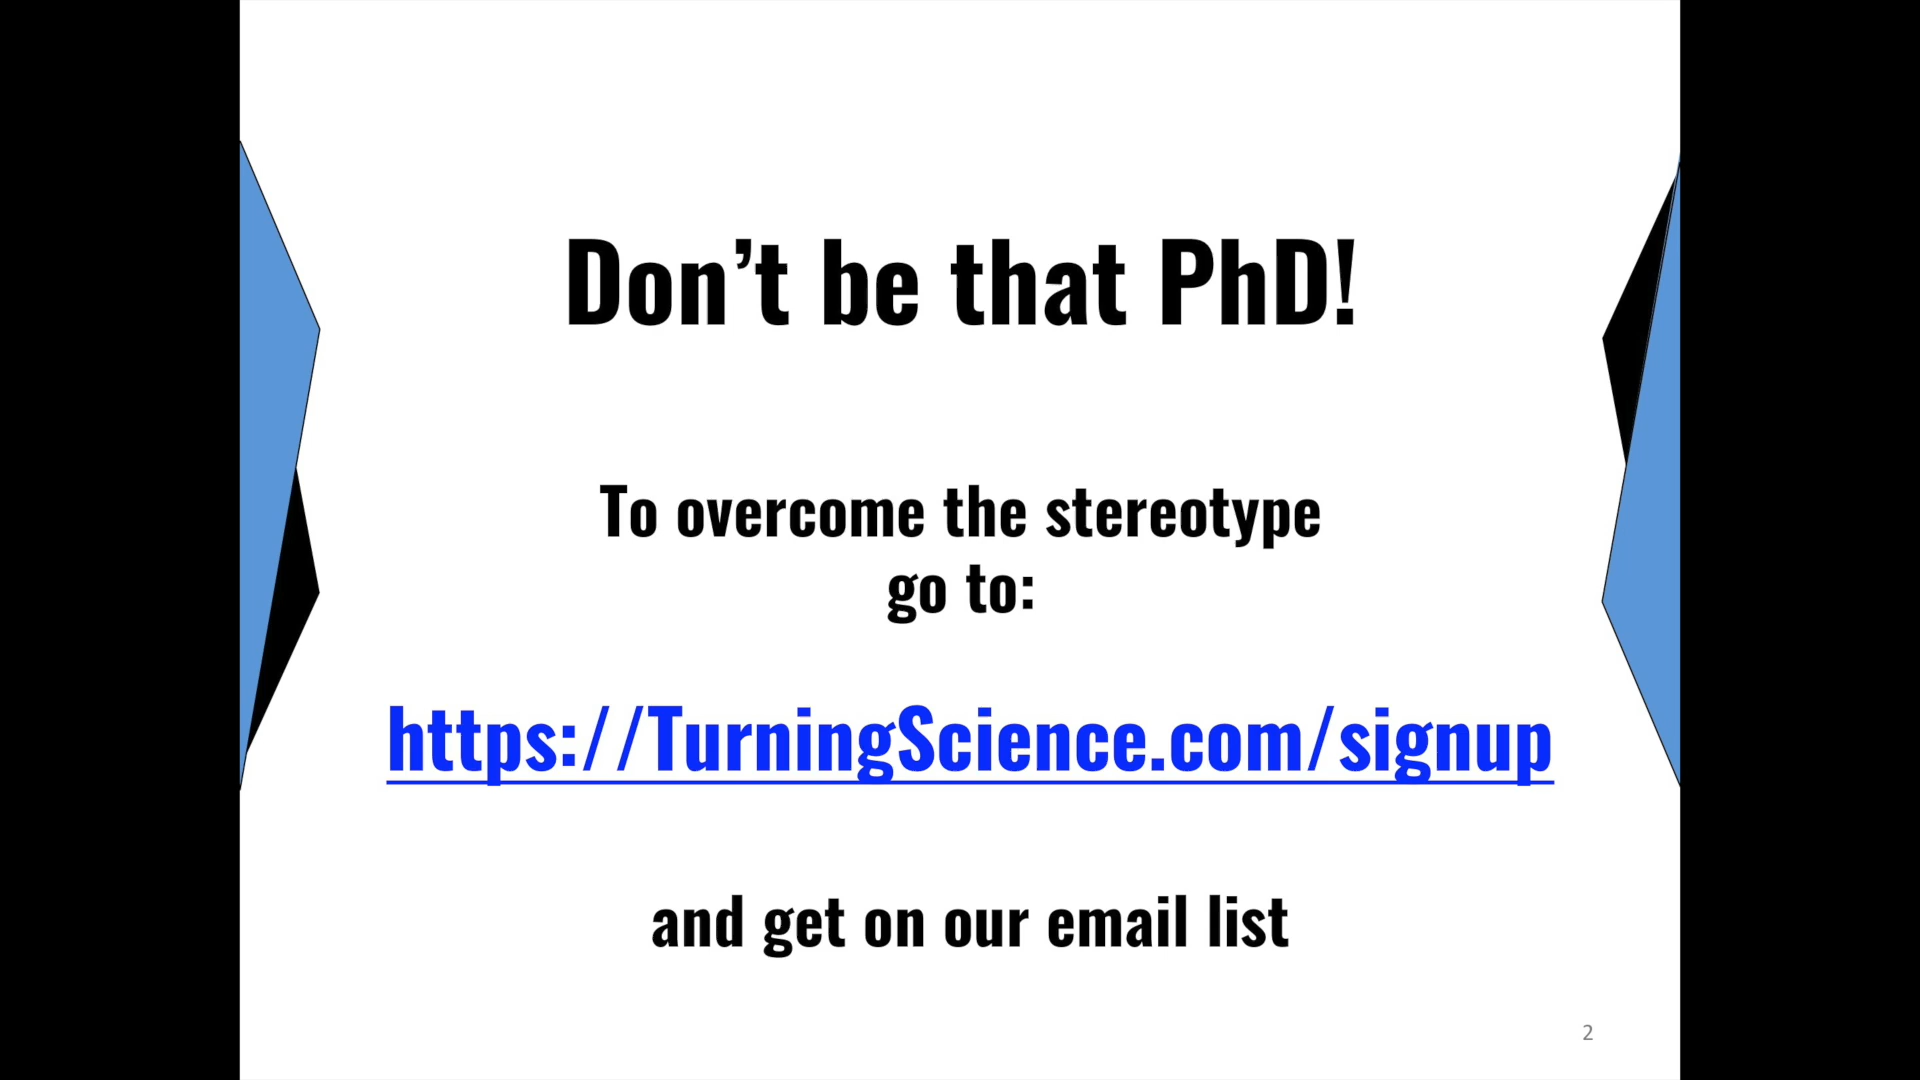 Don’t be that PhD!
To overcome the stereotype
go to:
https://TurningScience.com/signup
and get on our email list
2